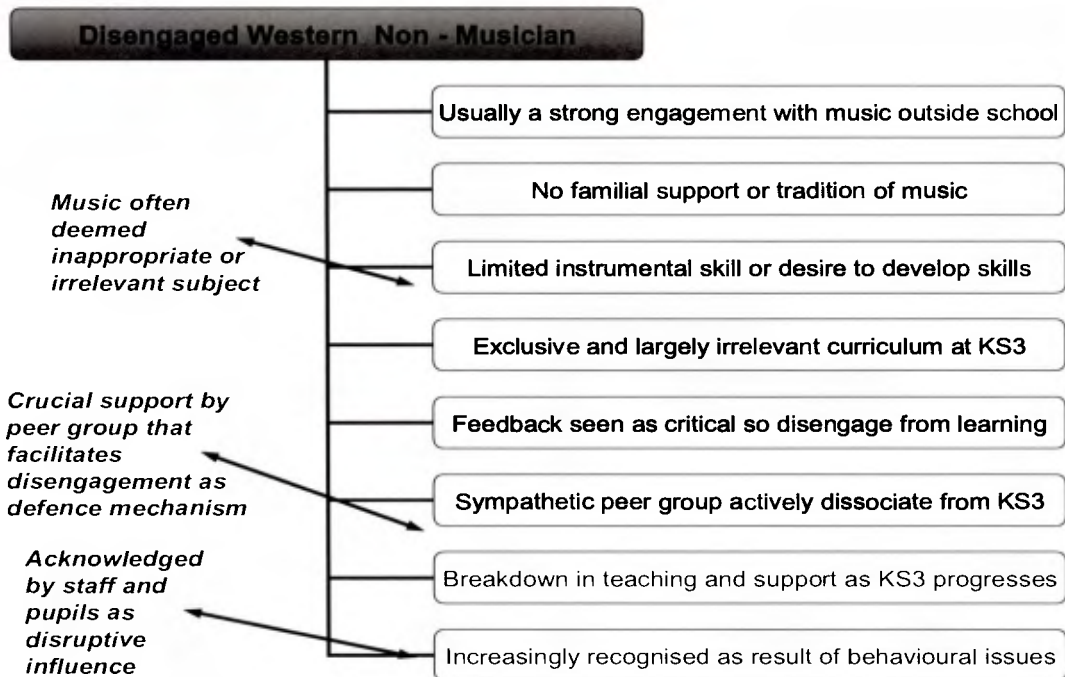 Disengaged Western Non - Musician
Usually a strong engagement with music outside school
No familial support or tradition of music
Music often
deemed
inappropriate or
irrelevant subject
Limited instrumental skill or desire to develop skills
Exclusive and largely irrelevant curriculum at KS3
Crucial support by
peer group that
facilitates
disengagement as
defence mechanism
Feedback seen as critical so disengage from learning
Sympathetic peer group actively dissociate from KS3
Acknowledged
by staff and
pupils as
disruptive
influence
Breakdown in teaching and support as KS3 progresses
Increasingly recognised as result of behavioural issues